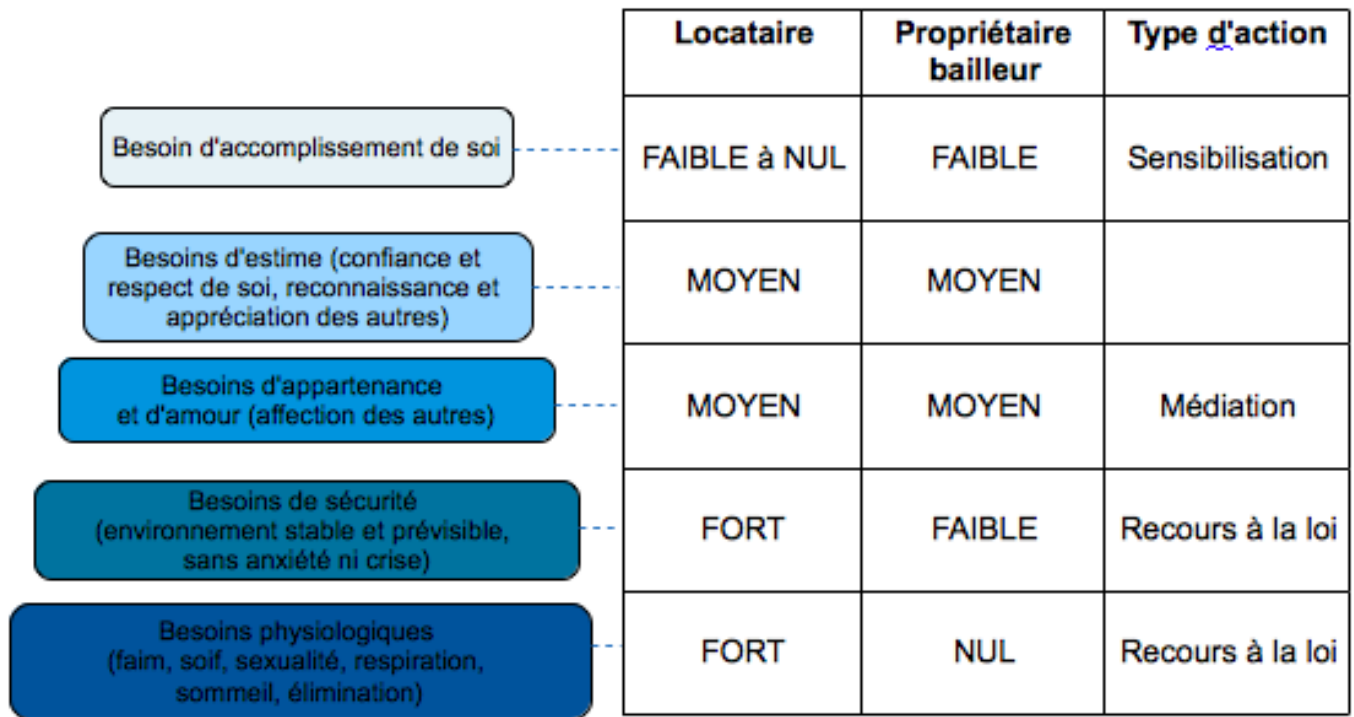 Locataire
Propriétaire
bailleur
Type d'action
Besoin d'accomplissement de soi
FAIBLE à NUL
FAIBLE
Sensibilisation
Besoins d'estime (confiance et
respect de soi, reconnaissance et
appréciation des autres)
MOYEN
MOYEN
Besoins d'appartenance
et d'amour (affection des autres)
MOYEN
MOYEN
Médiation
Besoins de sécurité
(environnement stable et prévisible,
sans anxiété ni crise)
FORT
FAIBLE
Recours à la loi
Besoins physiologiques
(faim, soif, sexualité, respiration,
sommeil, élimination)
FORT
NUL
Recours à la loi